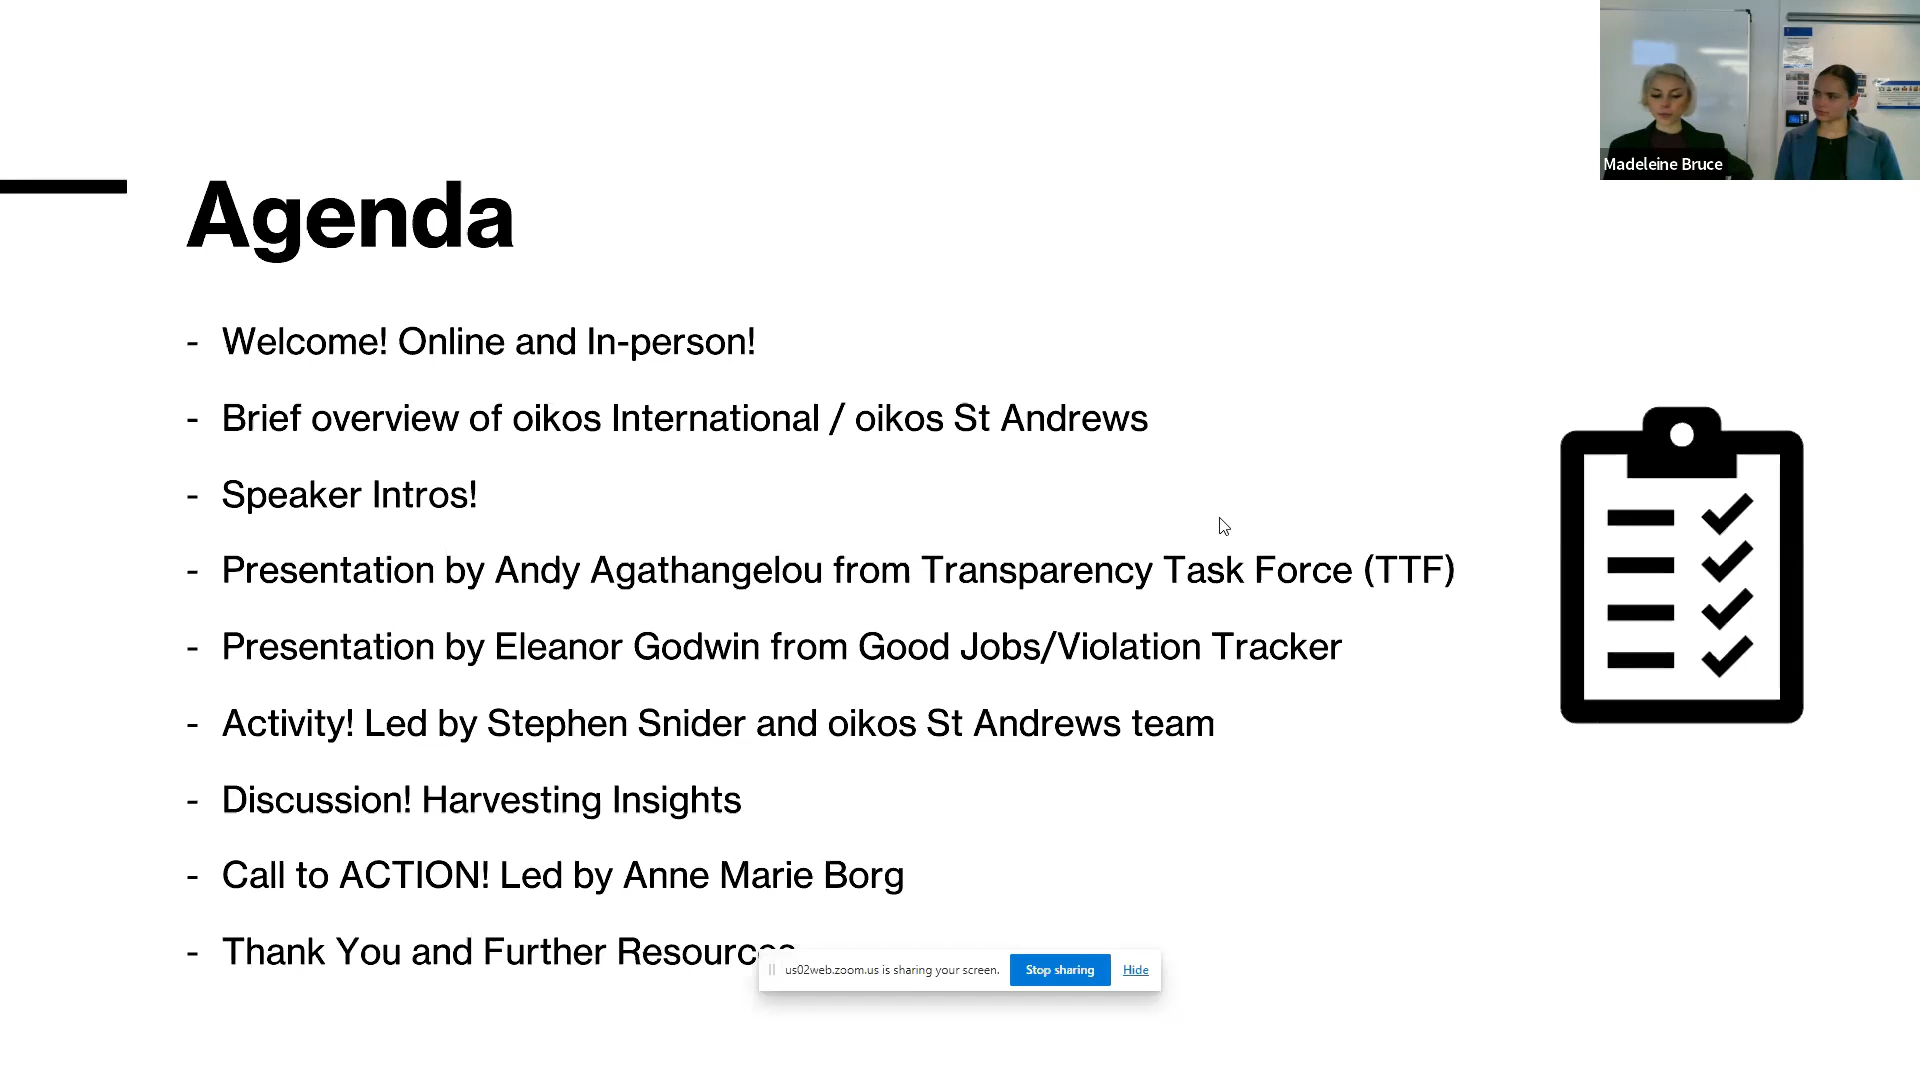 Madeleine Bruce
Agenda
- Welcome! Online and In-person!
- Brief overview of oikos International / oikos St Andrews
- Speaker Intros!
- Presentation by Andy Agathangelou from Transparency Task Force (TTF)
- Presentation by Eleanor Godwin from Good Jobs/Violation Tracker
- Activity! Led by Stephen Snider and oikos St Andrews team
- Discussion! Harvesting Insights
- Call to ACTION! Led by Anne Marie Borg
- Thank You and Further Resources
us02web.zoom.us is sharing your screen. Stop sharing Hide